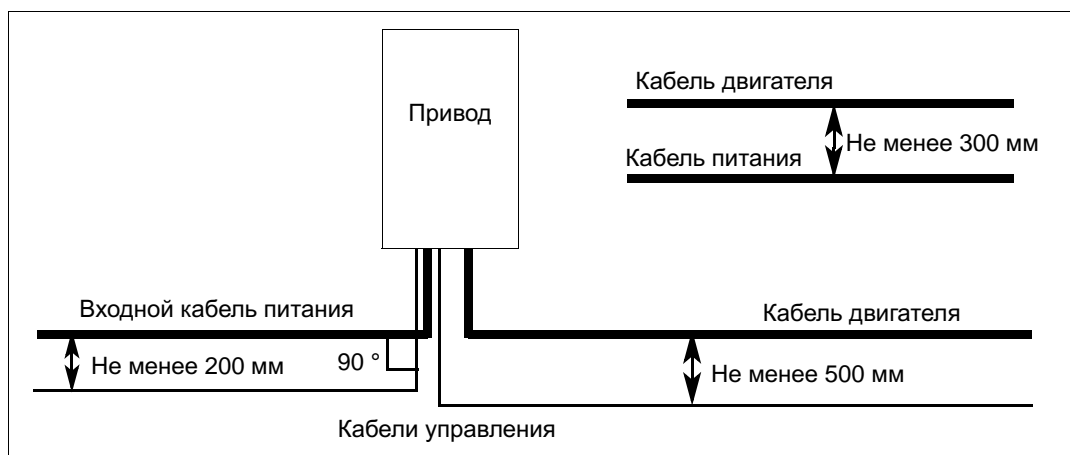 Привод
Кабель двигателя
Не менее 300 мм
Кабель питания
Входной кабель питания
Кабель двигателя
Не менее 200 мм
90 °
Не менее 500 мм
Кабели управления